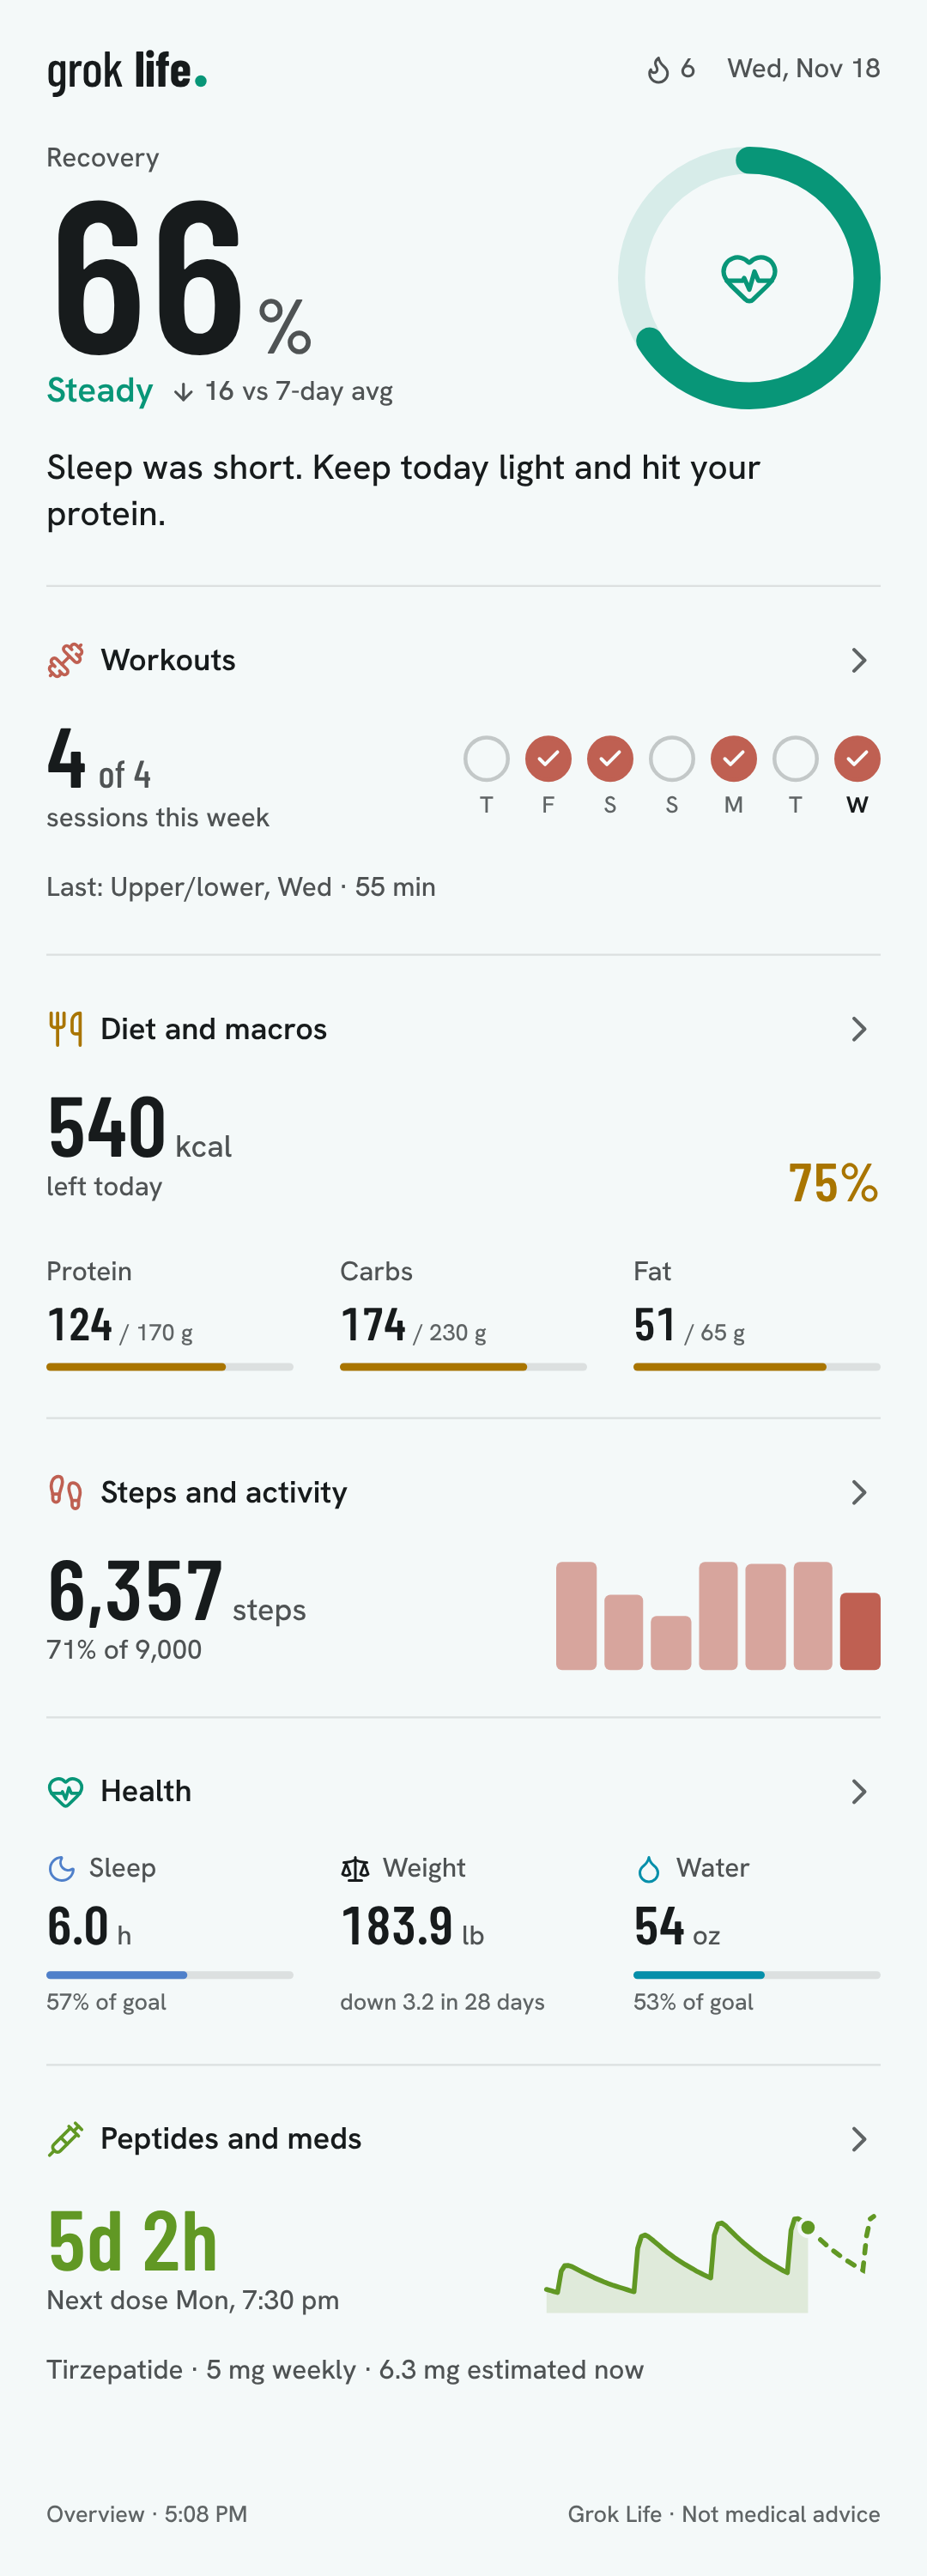 grok life.
6 Wed, Nov 18
Recovery
66 %
Steady ↓ 16 vs 7-day avg
Sleep was short. Keep today light and hit your
protein.
Workouts
4 of 4
sessions this week
T F S S M T W
Last: Upper/lower, Wed · 55 min
Diet and macros
540 kcal
left today
75%
Protein Carbs Fat
124 / 170 g 174 / 230 g 51 / 65 g
Steps and activity
6,357 steps
71% of 9,000
Health
Sleep Weight Water
6.0 h 183.9 lb 54 oz
57% of goal down 3.2 in 28 days 53% of goal
Peptides and meds
5d 2h
Next dose Mon, 7:30 pm
Tirzepatide · 5 mg weekly · 6.3 mg estimated now
Overview · 5:08 PM Grok Life · Not medical advice